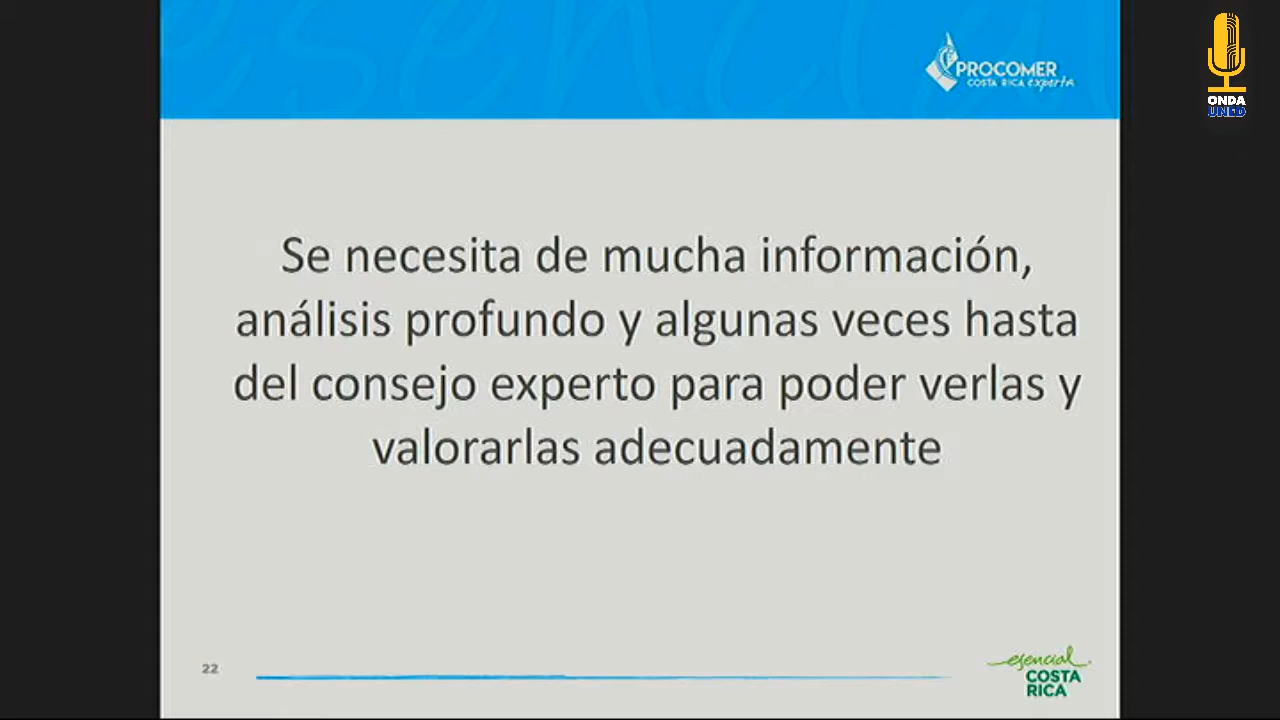 PROCOMER
COSTA RICA exporta
ONDA
UNED
Se necesita de mucha información,
análisis profundo y algunas veces hasta
del consejo experto para poder verlas y
valorarlas adecuadamente
22
esencial
COSTA
RICA